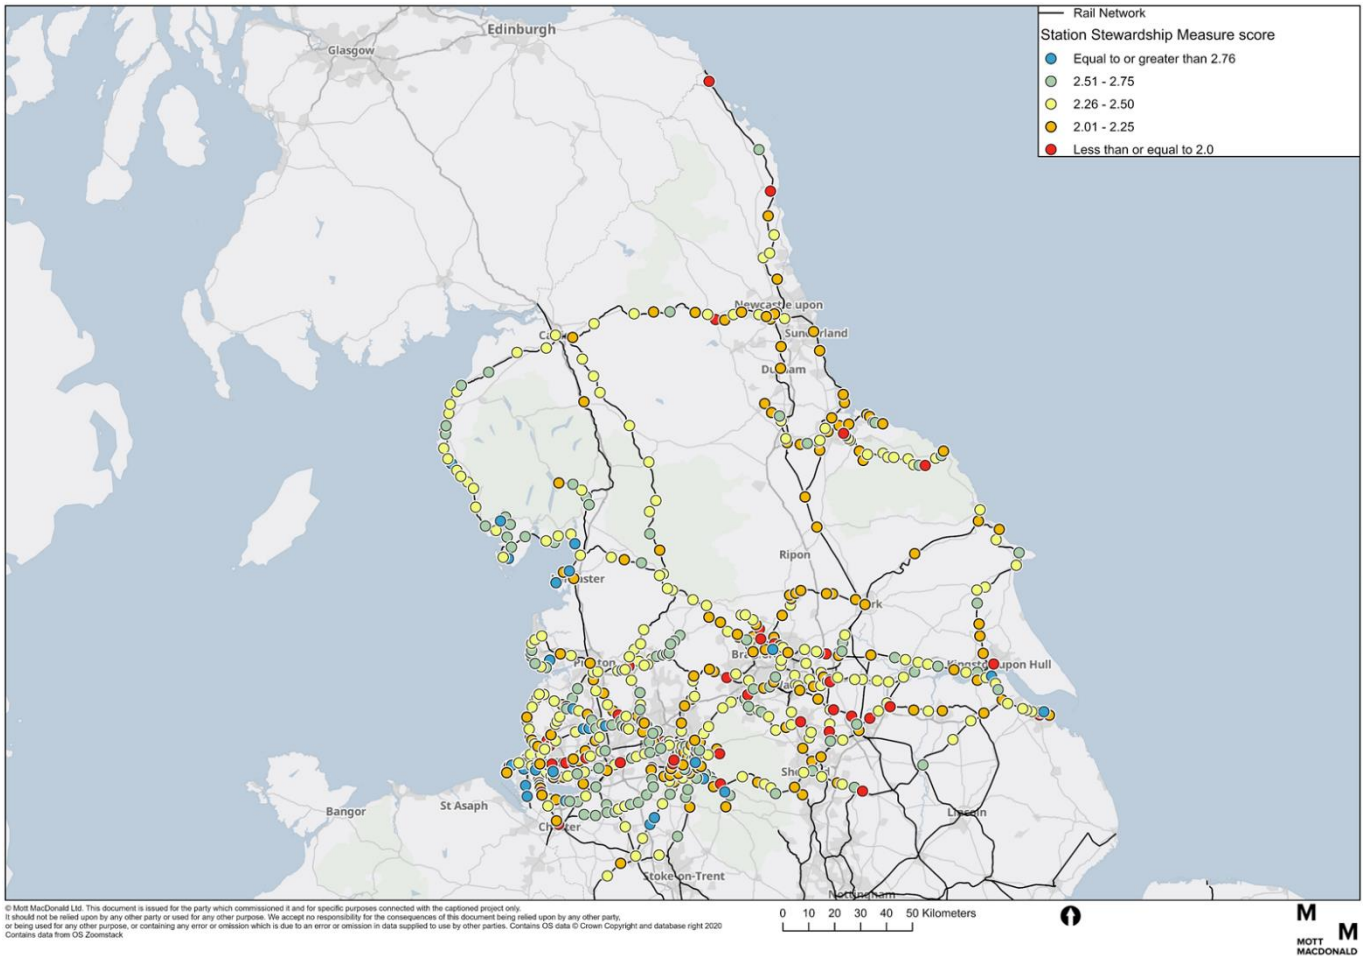 Rail Network
Station Stewardship Measure score
Equal to or greater than 2.76
2.51 - 2.75
2.26 - 2.50
2.01 - 2.25
Less than or equal to 2.0
Edinburgh
Glasgow
Newcastle upon
Durham
Ripon
Kingston upon Hull
Preston
Bangor
St Asaph
Chester
Lincoln
Stoke-on-Trent
Nottingham
© Mott MacDonald Ltd. This document is issued for the party which commissioned it and for specific purposes connected with the captioned project only.
It should not be relied upon by any other party or used for any other purpose. We accept no responsibility for the consequences of this document being relied upon by any other party,
or being used for any other purpose, or containing any error or omission which is due to an error or omission in data supplied to use by other parties. Contains OS data © Crown Copyright and database right 2020
Contains data from OS Zoomstack
0 10 20 30 40 50 Kilometers
M
M
MOTT
MACDONALD